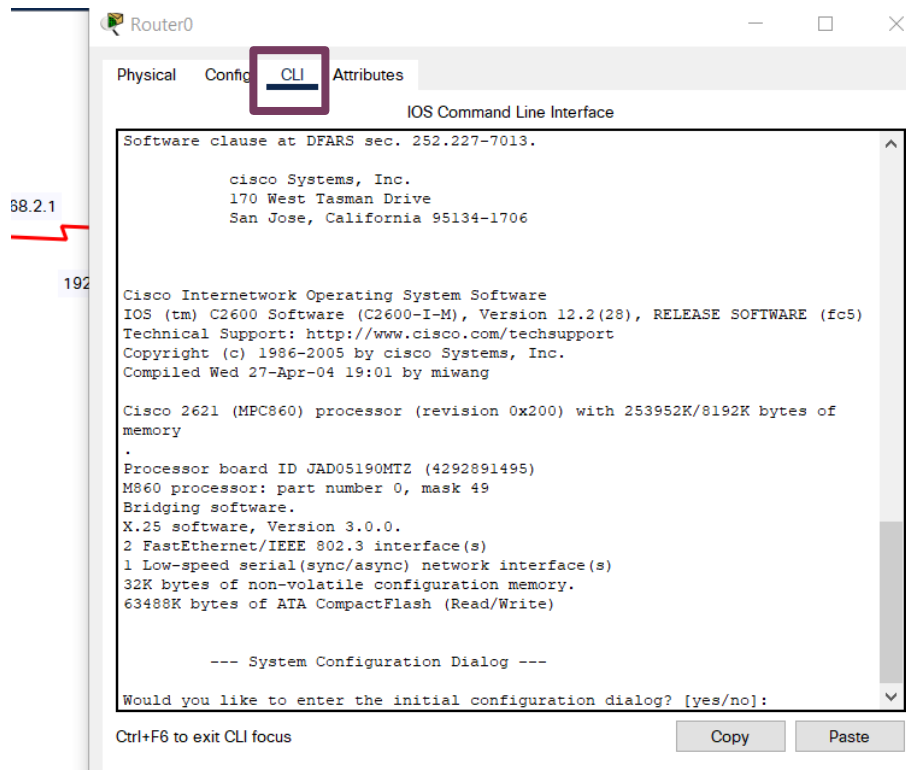 Router0
Physical Config CLI Attributes
IOS Command Line Interface
Software clause at DFARS sec. 252.227-7013.
cisco Systems, Inc.
170 West Tasman Drive
San Jose, California 95134-1706
68.2.1
192
Cisco Internetwork Operating System Software
IOS (tm) C2600 Software (C2600-I-M), Version 12.2(28), RELEASE SOFTWARE (fc5)
Technical Support: http://www.cisco.com/techsupport
Copyright (c) 1986-2005 by cisco Systems, Inc.
Compiled Wed 27-Apr-04 19:01 by miwang
Cisco 2621 (MPC860) processor (revision 0x200) with 253952K/8192K bytes of
memory
.
Processor board ID JAD05190MTZ (4292891495)
M860 processor: part number 0, mask 49
Bridging software.
X.25 software, Version 3.0.0.
2 FastEthernet/IEEE 802.3 interface(s)
1 Low-speed serial(sync/async) network interface(s)
32K bytes of non-volatile configuration memory.
63488K bytes of ATA CompactFlash (Read/Write)
--- System Configuration Dialog ---
Would you like to enter the initial configuration dialog? [yes/no]:
Ctrl+F6 to exit CLI focus
Copy Paste